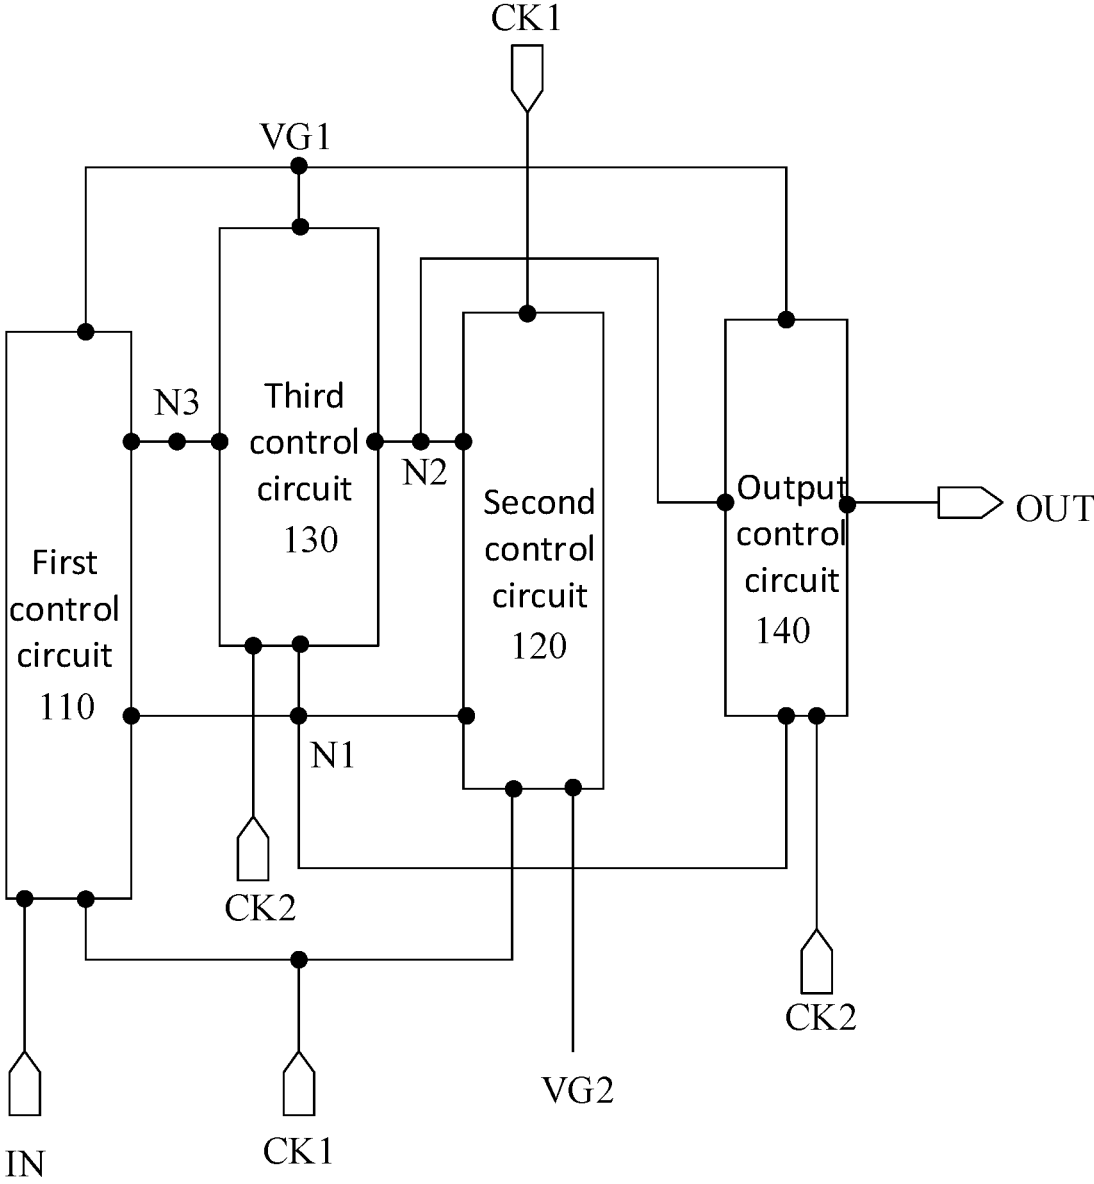 CK1
VG1
N3
Third
control
circuit
130
N2
Second
control
circuit
120
Output
control
circuit
140
OUT
First
control
circuit
110
N1
CK2
CK2
VG2
CK1
IN